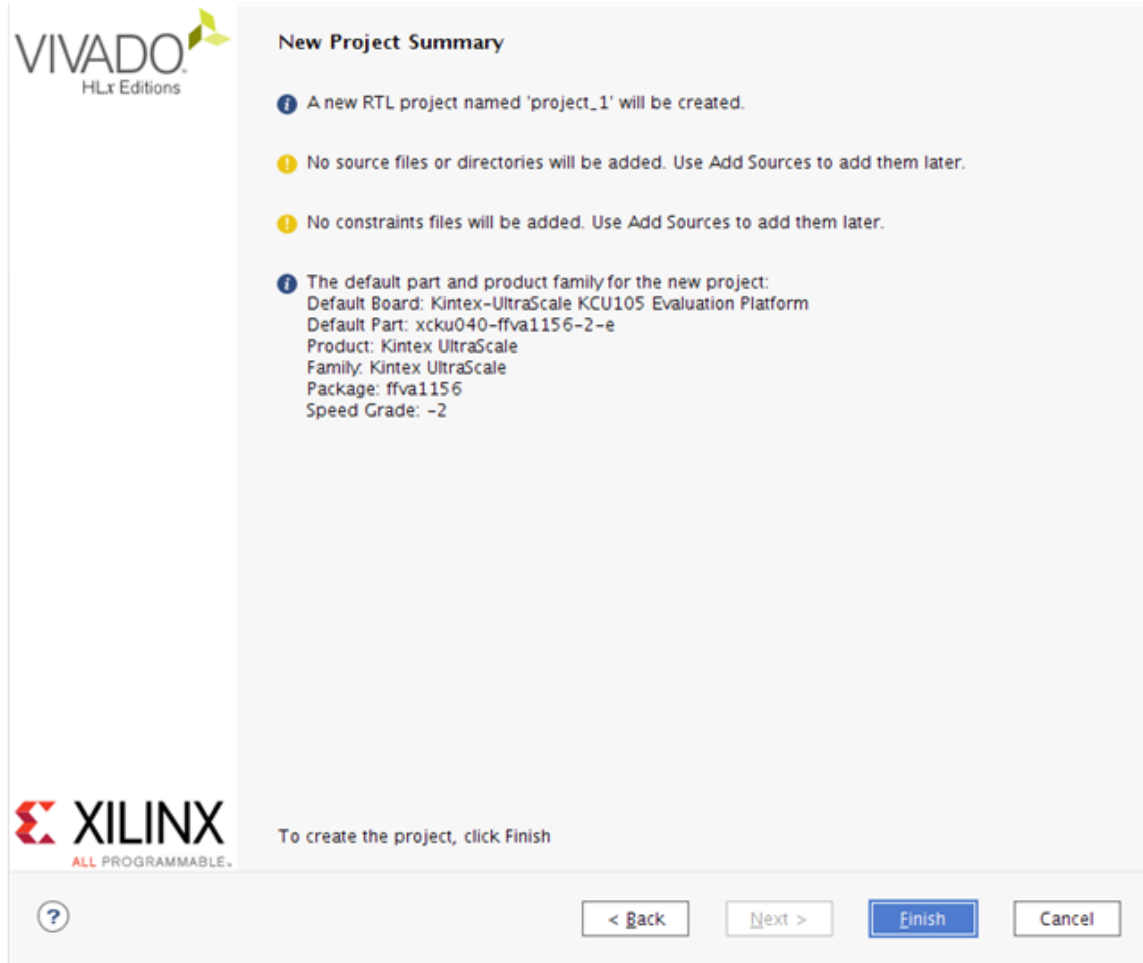 VIVADO.
HLx Editions
New Project Summary
A new RTL project named 'project_1' will be created.
No source files or directories will be added. Use Add Sources to add them later.
No constraints files will be added. Use Add Sources to add them later.
The default part and product family for the new project:
Default Board: Kintex-UltraScale KCU105 Evaluation Platform
Default Part: xcku040-ffva1156-2-e
Product: Kintex UltraScale
Family: Kintex UltraScale
Package: ffva1156
Speed Grade: -2
XILINX
ALL PROGRAMMABLE™
To create the project, click Finish
?
< Back
Next >
Finish
Cancel